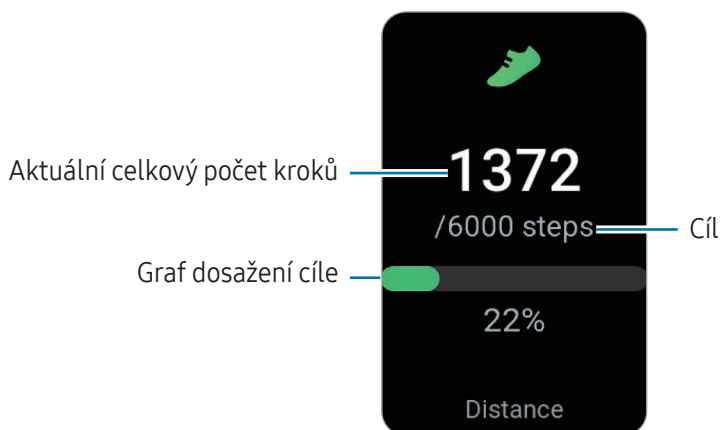 Aktuální celkový počet kroků
1372
/6000 steps
Cíl
Graf dosažení cíle
22%
Distance